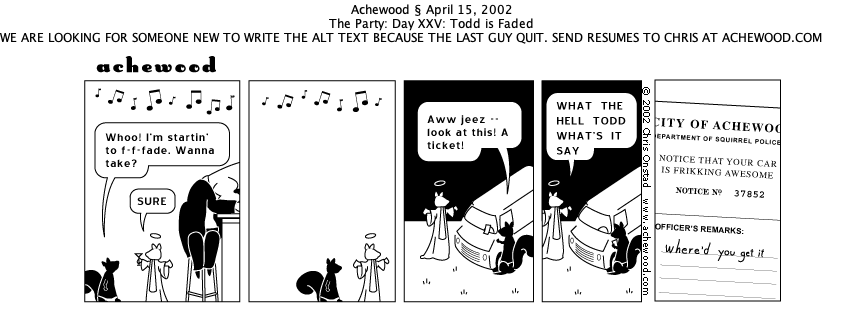 Achewood § April 15, 2002
The Party: Day XXV: Todd is Faded
WE ARE LOOKING FOR SOMEONE NEW TO WRITE THE ALT TEXT BECAUSE THE LAST GUY QUIT. SEND RESUMES TO CHRIS AT ACHEWOOD.COM
achewood
Whoo! I'm startin'
to f-f-fade. Wanna
take?
SURE
Aww jeez --
look at this! A
ticket!
WHAT THE
HELL TODD
WHAT'S IT
SAY
© 2002 Chris Onstad www.achewood.com
CITY OF ACHEWOO
DEPARTMENT OF SQUIRREL POLICE
NOTICE THAT YOUR CAR
IS FRIKKING AWESOME
NOTICE Nº 37852
OFFICER'S REMARKS:
where'd you get it